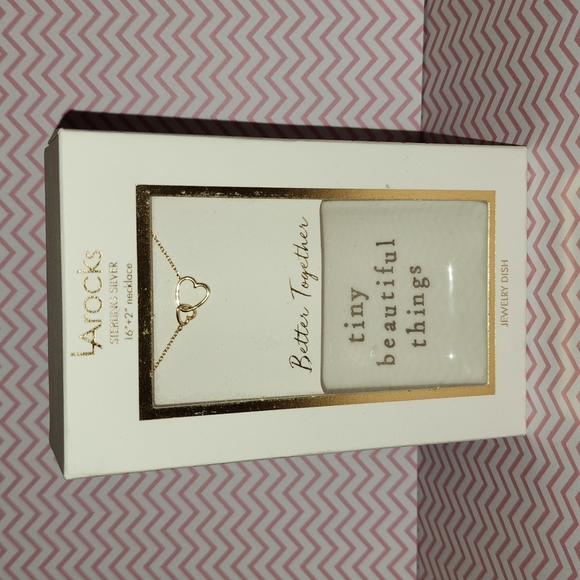 LArocks
STERLING SILVER
16"+2" necklace
Better Together
tiny
beautiful
things
JEWELRY DISH